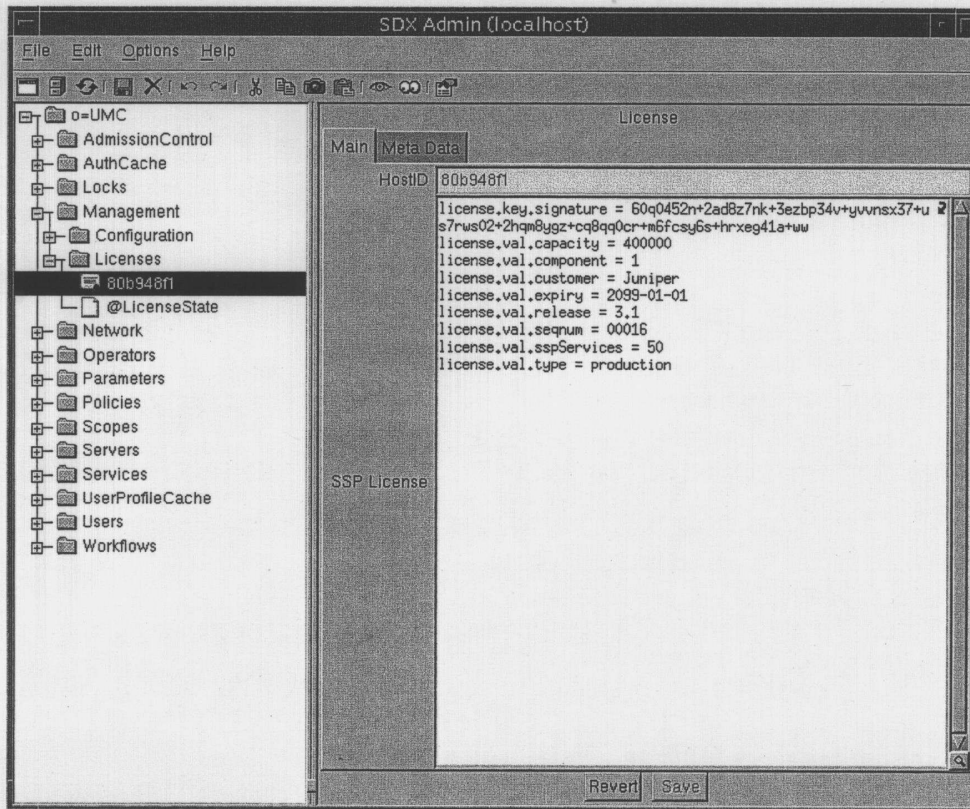 SDX Admin (localhost)
File Edit Options Help
o=UMC
AdmissionControl
AuthCache
Locks
Management
Configuration
Licenses
80b948f1
@LicenseState
Network
Operators
Parameters
Policies
Scopes
Servers
Services
UserProfileCache
Users
Workflows
License
Main Meta Data
HostID 80b948f1
SSP License
license.key.signature = 60q0452n+2ad8z7nk+3ezbp34v+yvvnsx37+u
s7rws02+2hqm8ygz+cq8qq0cr+m6fcsy6s+hrxeg41a+ww
license.val.capacity = 400000
license.val.component = 1
license.val.customer = Juniper
license.val.expiry = 2099-01-01
license.val.release = 3.1
license.val.seqnum = 00016
license.val.sspServices = 50
license.val.type = production
Revert Save